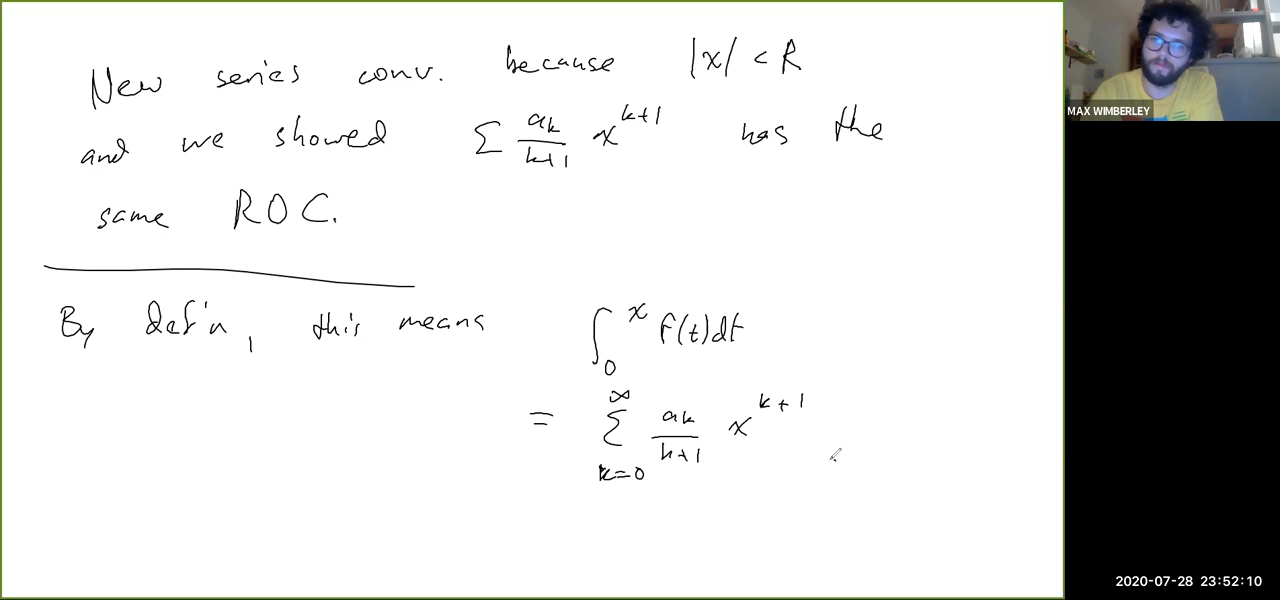 New series conv. because |x| < R
and we showed Σ a_k/(k+1) x^{k+1} has the
same ROC.
By def'n, this means ∫_0^x f(t)dt
= Σ_{k=0}^∞ a_k/(k+1) x^{k+1}
MAX WIMBERLEY
2020-07-28 23:52:10